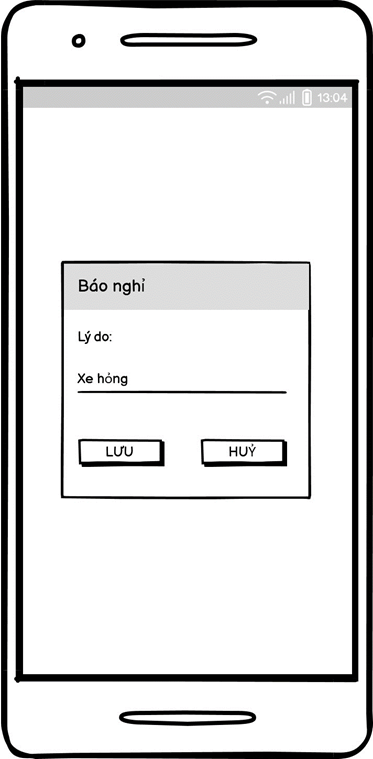 13:04
Báo nghỉ
Lý do:
Xe hỏng
LƯU HUỶ